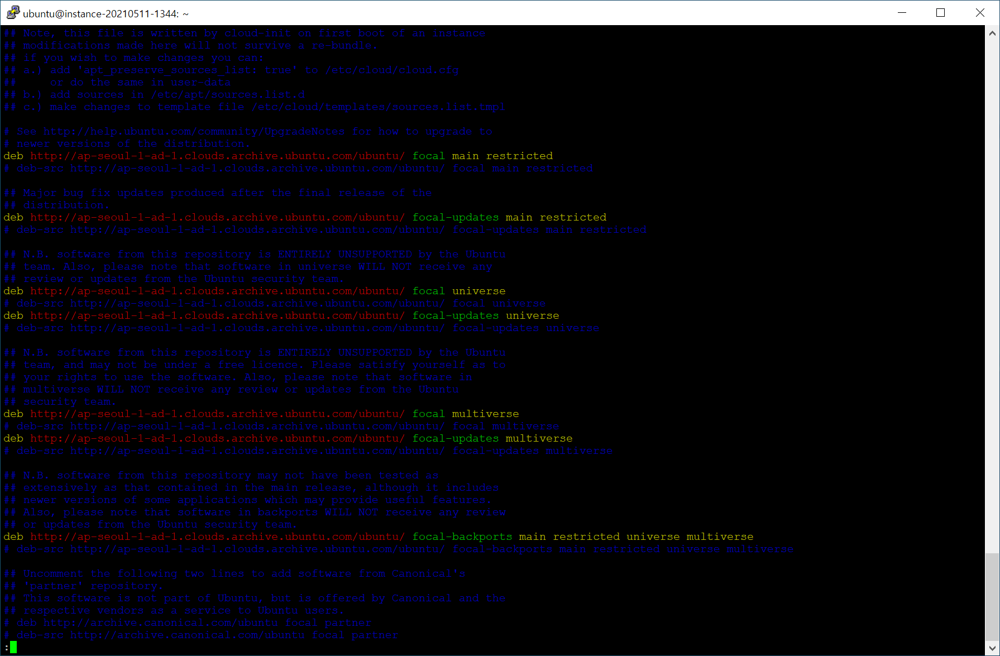 ubuntu@instance-20210511-1344: ~
## Note, this file is written by cloud-init on first boot of an instance
## modifications made here will not survive a re-bundle.
## if you wish to make changes you can:
## a.) add 'apt_preserve_sources_list: true' to /etc/cloud/cloud.cfg
##     or do the same in user-data
## b.) add sources in /etc/apt/sources.list.d
## c.) make changes to template file /etc/cloud/templates/sources.list.tmpl
# See http://help.ubuntu.com/community/UpgradeNotes for how to upgrade to
# newer versions of the distribution.
deb http://ap-seoul-1-ad-1.clouds.archive.ubuntu.com/ubuntu/ focal main restricted
# deb-src http://ap-seoul-1-ad-1.clouds.archive.ubuntu.com/ubuntu/ focal main restricted
## Major bug fix updates produced after the final release of the
## distribution.
deb http://ap-seoul-1-ad-1.clouds.archive.ubuntu.com/ubuntu/ focal-updates main restricted
# deb-src http://ap-seoul-1-ad-1.clouds.archive.ubuntu.com/ubuntu/ focal-updates main restricted
## N.B. software from this repository is ENTIRELY UNSUPPORTED by the Ubuntu
## team. Also, please note that software in universe WILL NOT receive any
## review or updates from the Ubuntu security team.
deb http://ap-seoul-1-ad-1.clouds.archive.ubuntu.com/ubuntu/ focal universe
# deb-src http://ap-seoul-1-ad-1.clouds.archive.ubuntu.com/ubuntu/ focal universe
deb http://ap-seoul-1-ad-1.clouds.archive.ubuntu.com/ubuntu/ focal-updates universe
# deb-src http://ap-seoul-1-ad-1.clouds.archive.ubuntu.com/ubuntu/ focal-updates universe
## N.B. software from this repository is ENTIRELY UNSUPPORTED by the Ubuntu
## team, and may not be under a free licence. Please satisfy yourself as to
## your rights to use the software. Also, please note that software in
## multiverse WILL NOT receive any review or updates from the Ubuntu
## security team.
deb http://ap-seoul-1-ad-1.clouds.archive.ubuntu.com/ubuntu/ focal multiverse
# deb-src http://ap-seoul-1-ad-1.clouds.archive.ubuntu.com/ubuntu/ focal multiverse
deb http://ap-seoul-1-ad-1.clouds.archive.ubuntu.com/ubuntu/ focal-updates multiverse
# deb-src http://ap-seoul-1-ad-1.clouds.archive.ubuntu.com/ubuntu/ focal-updates multiverse
## N.B. software from this repository may not have been tested as
## extensively as that contained in the main release, although it includes
## newer versions of some applications which may provide useful features.
## Also, please note that software in backports WILL NOT receive any review
## or updates from the Ubuntu security team.
deb http://ap-seoul-1-ad-1.clouds.archive.ubuntu.com/ubuntu/ focal-backports main restricted universe multiverse
# deb-src http://ap-seoul-1-ad-1.clouds.archive.ubuntu.com/ubuntu/ focal-backports main restricted universe multiverse
## Uncomment the following two lines to add software from Canonical's
## 'partner' repository.
## This software is not part of Ubuntu, but is offered by Canonical and the
## respective vendors as a service to Ubuntu users.
# deb http://archive.canonical.com/ubuntu focal partner
# deb-src http://archive.canonical.com/ubuntu focal partner
: